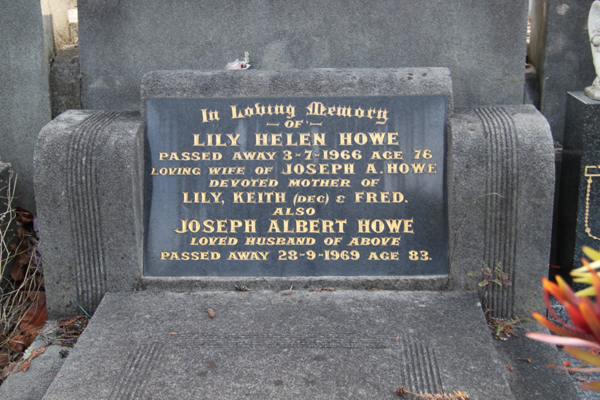 In Loving Memory
— OF —
LILY HELEN HOWE
PASSED AWAY 3-7-1966 AGE 76
LOVING WIFE OF JOSEPH A. HOWE
DEVOTED MOTHER OF
LILY, KEITH (DEC) & FRED.
ALSO
JOSEPH ALBERT HOWE
LOVED HUSBAND OF ABOVE
PASSED AWAY 28-9-1969 AGE 83.